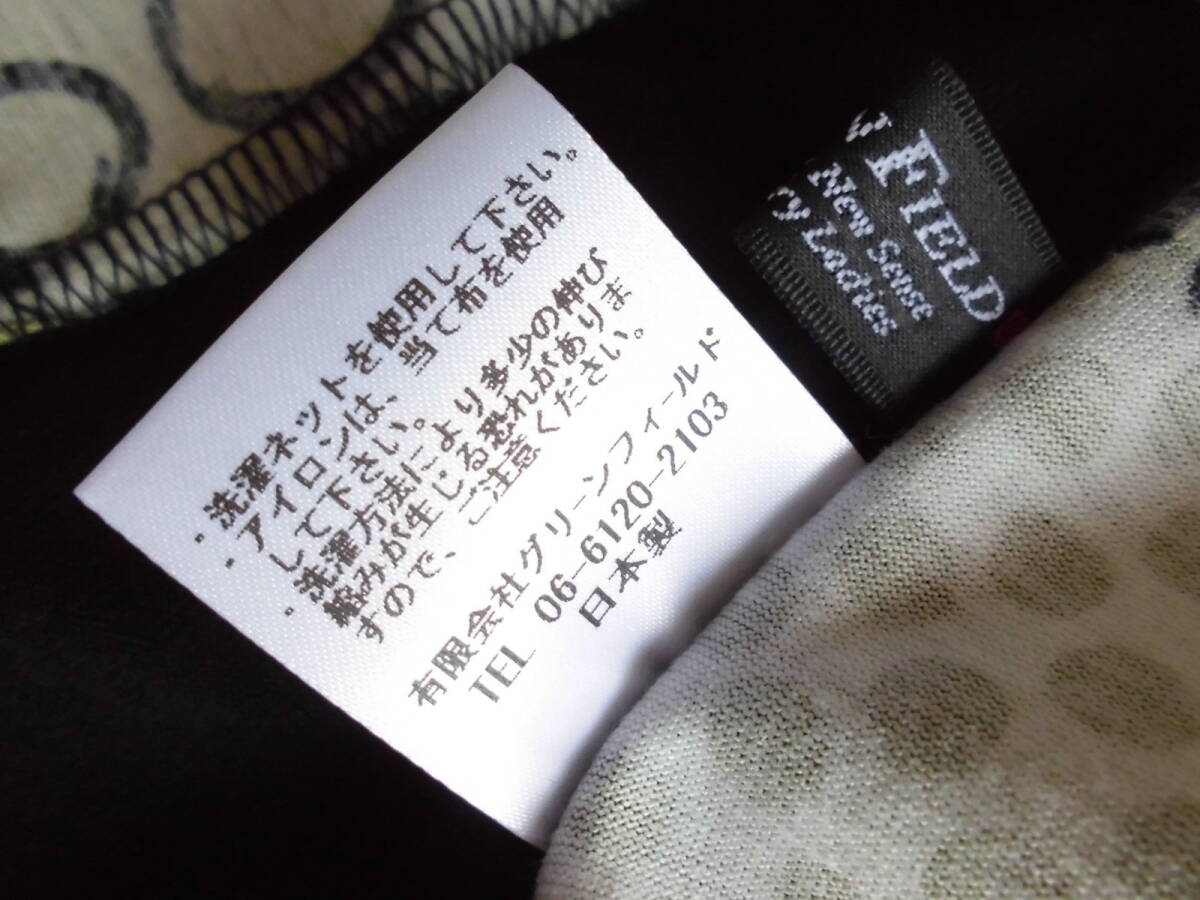 ・洗濯ネットを使用して下さい。
・アイロンは、当て布を使用
して下さい。
・洗濯方法により多少の伸び
縮みが生じる恐れがありま
すので、ご注意ください。
有限会社グリーンフィールド
TEL 06-6120-2103
日本製
FIELD
New Sense
Ladies